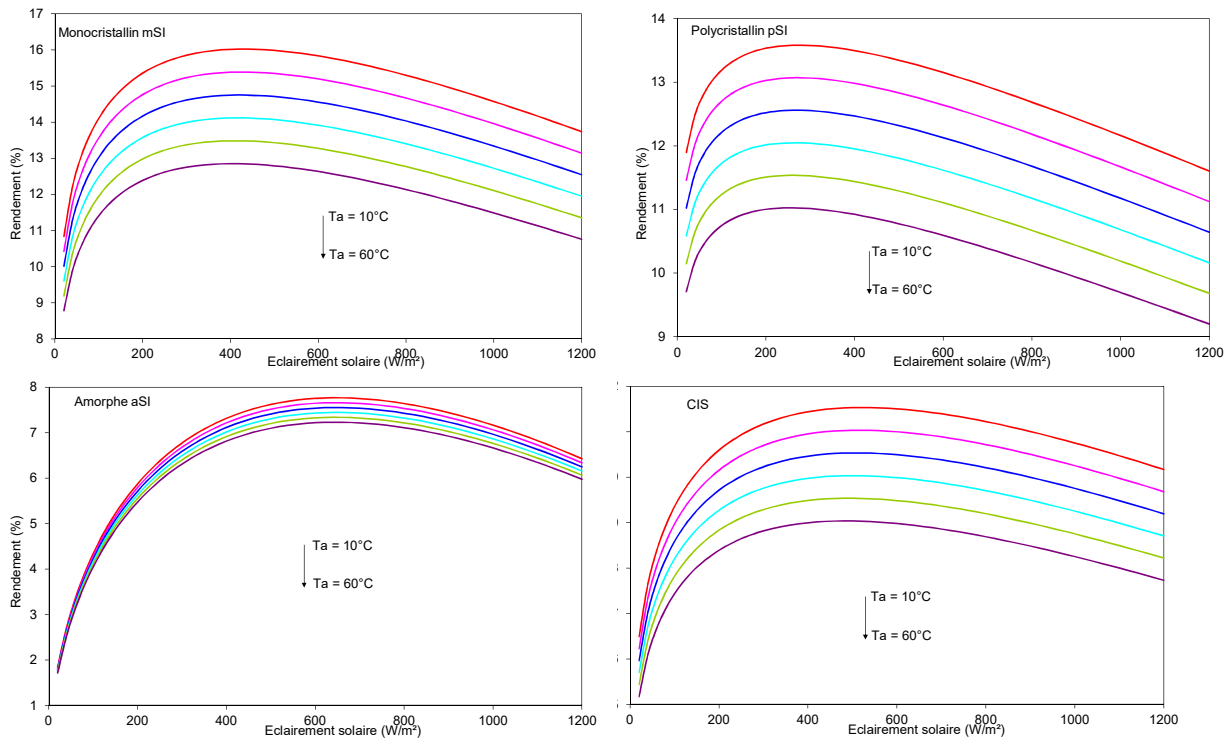 Monocristallin mSI
Rendement (%)
17
16
15
14
13
12
11
10
9
8
Ta = 10°C
Ta = 60°C
0 200 400 600 800 1000 1200
Eclairement solaire (W/m²)
Polycristallin pSI
Rendement (%)
14
13
12
11
10
9
Ta = 10°C
Ta = 60°C
0 200 400 600 800 1000 1200
Eclairement solaire (W/m²)
Amorphe aSI
Rendement (%)
8
7
6
5
4
3
2
1
Ta = 10°C
Ta = 60°C
0 200 400 600 800 1000 1200
Eclairement solaire (W/m²)
CIS
Ta = 10°C
Ta = 60°C
0 200 400 600 800 1000 1200
Eclairement solaire (W/m²)